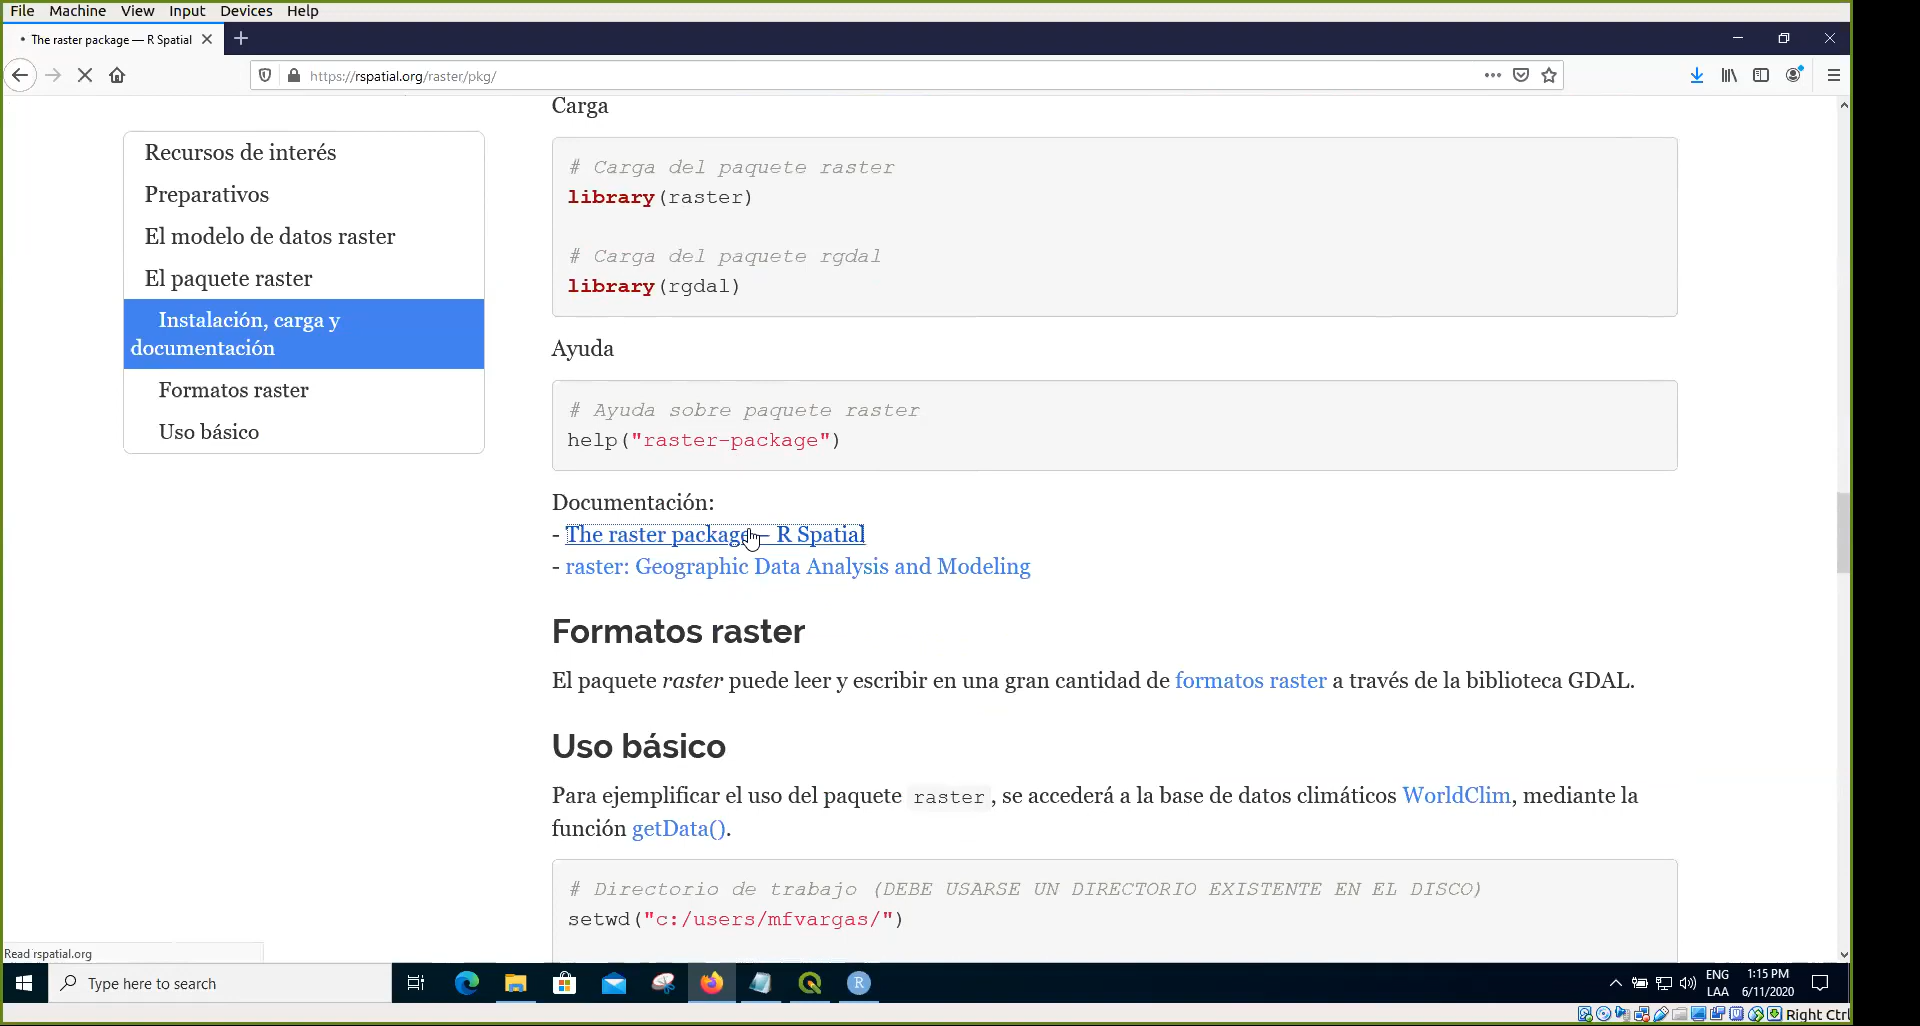 File Machine View Input Devices Help
The raster package — R Spatial
https://rspatial.org/raster/pkg/
Recursos de interés
Preparativos
El modelo de datos raster
El paquete raster
Instalación, carga y
documentación
Formatos raster
Uso básico
Carga
# Carga del paquete raster
library(raster)
# Carga del paquete rgdal
library(rgdal)
Ayuda
# Ayuda sobre paquete raster
help("raster-package")
Documentación:
- The raster package – R Spatial
- raster: Geographic Data Analysis and Modeling
Formatos raster
El paquete raster puede leer y escribir en una gran cantidad de formatos raster a través de la biblioteca GDAL.
Uso básico
Para ejemplificar el uso del paquete raster, se accederá a la base de datos climáticos WorldClim, mediante la
función getData().
# Directorio de trabajo (DEBE USARSE UN DIRECTORIO EXISTENTE EN EL DISCO)
setwd("c:/users/mfvargas/")
Read rspatial.org
Type here to search
R
ENG
LAA
1:15 PM
6/11/2020
Right Ctrl